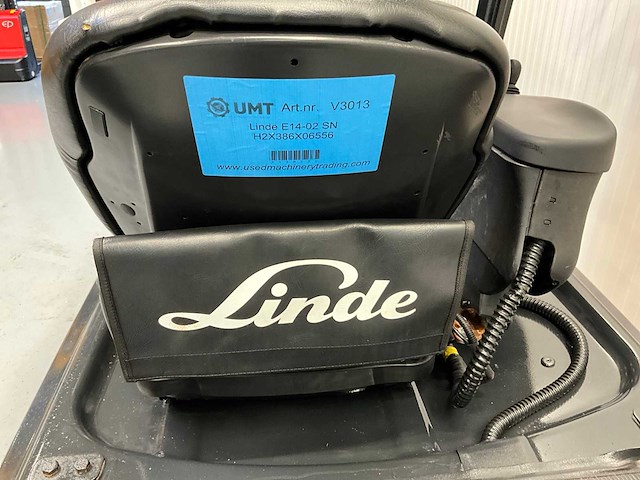 UMT Art.nr. V3013
Linde E14-02 SN
H2X386X06556
www.usedmachinerytrading.com
Linde